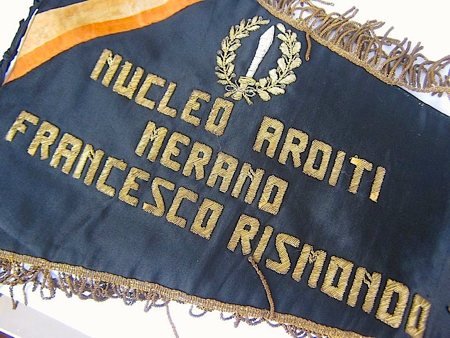 NUCLEO ARDITI
MERANO
FRANCESCO RISMONDO